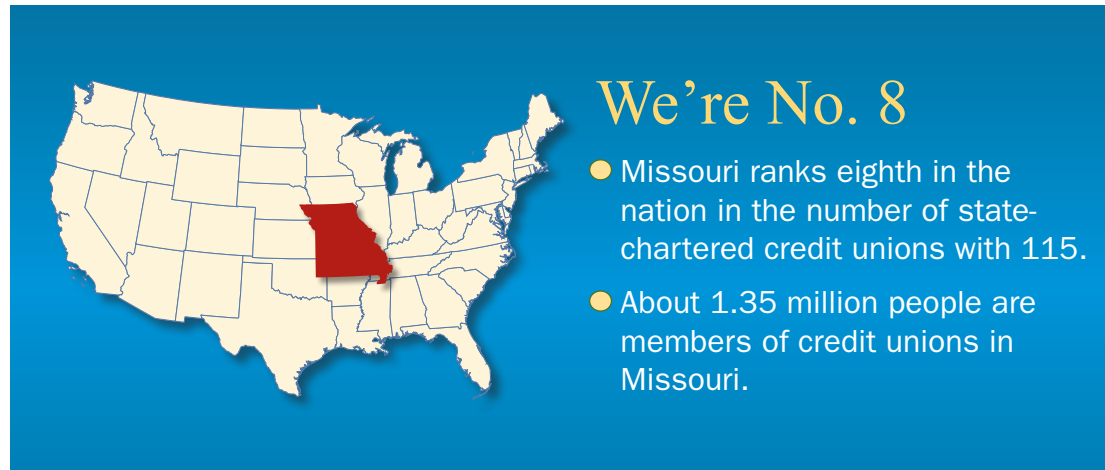 We’re No. 8
Missouri ranks eighth in the
nation in the number of state-
chartered credit unions with 115.
About 1.35 million people are
members of credit unions in
Missouri.